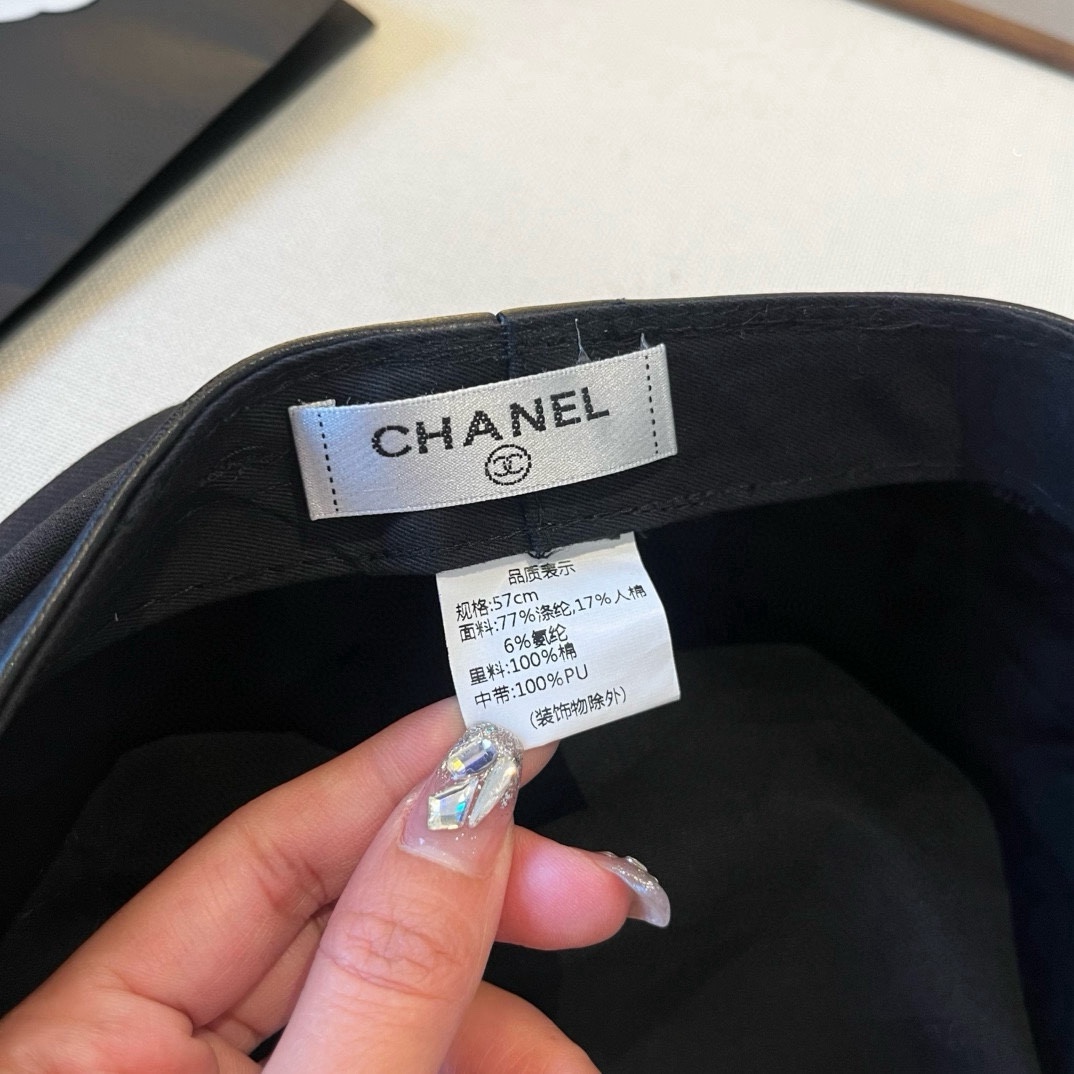 CHANEL
品质表示
规格:57cm
面料:77%涤纶,17%人棉
6%氨纶
里料:100%棉
中带:100%PU
(装饰物除外)